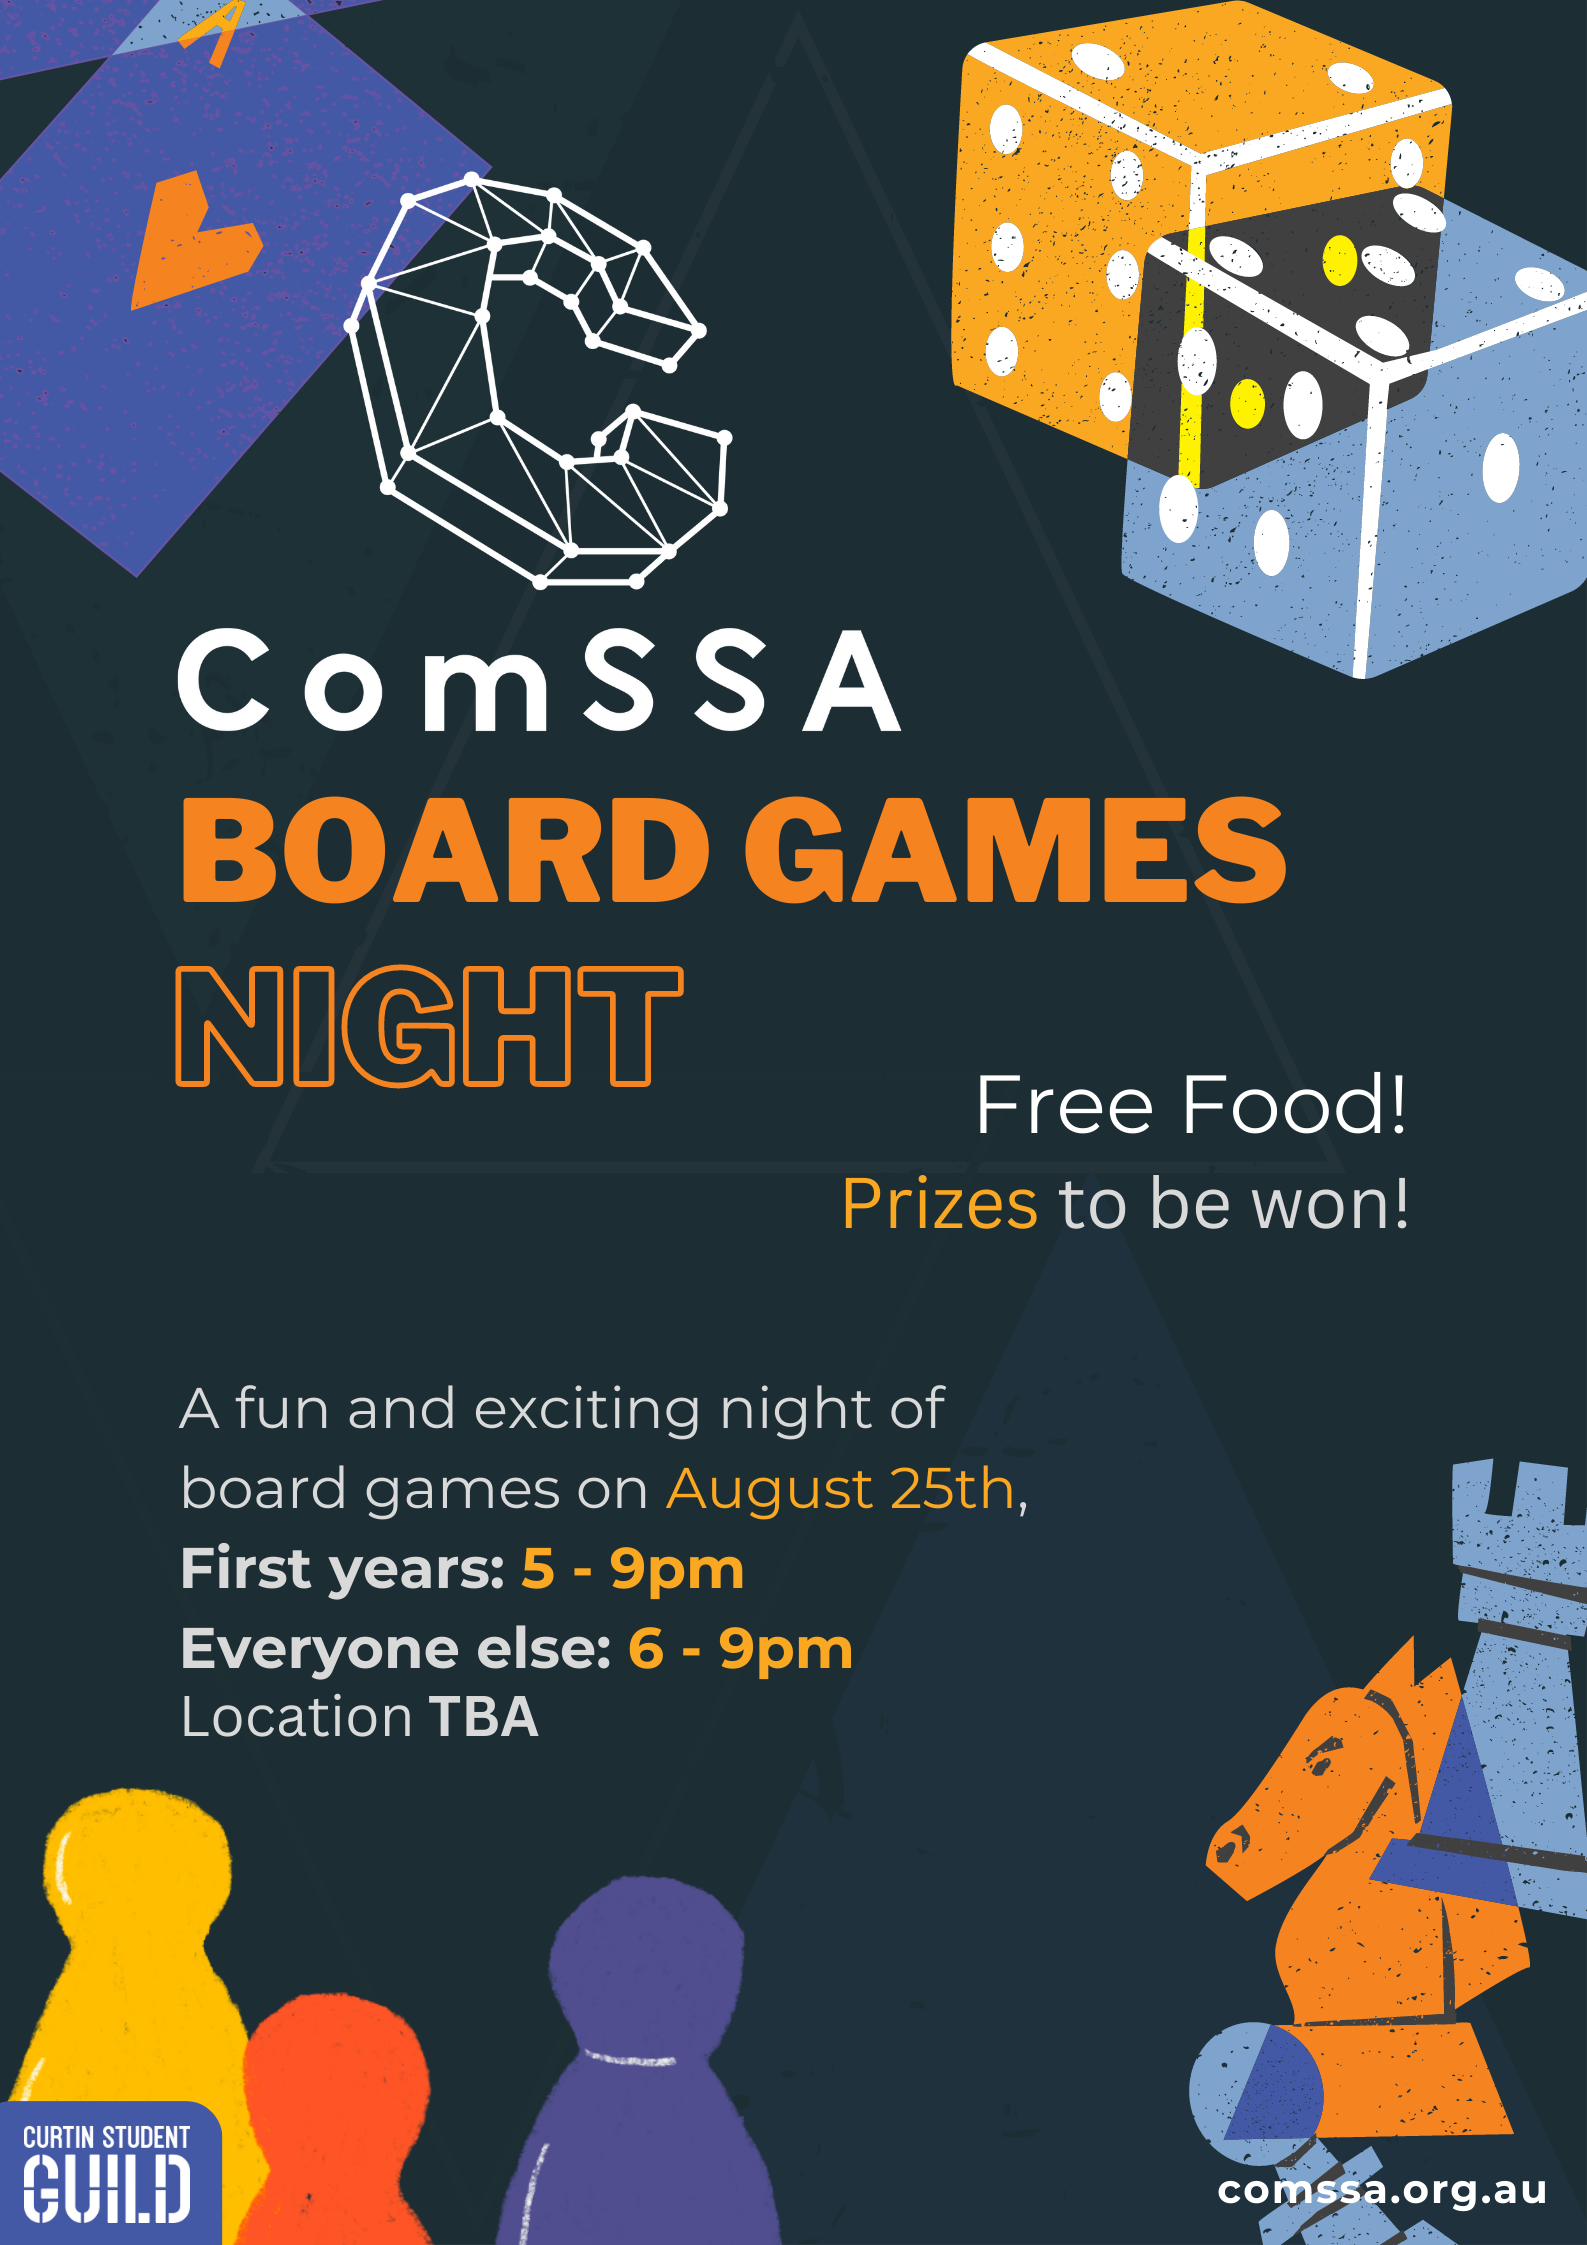 A
ComSSA
BOARD GAMES
NIGHT
Free Food!
Prizes to be won!
A fun and exciting night of
board games on August 25th,
First years: 5 - 9pm
Everyone else: 6 - 9pm
Location TBA
CURTIN STUDENT
GUILD
comssa.org.au